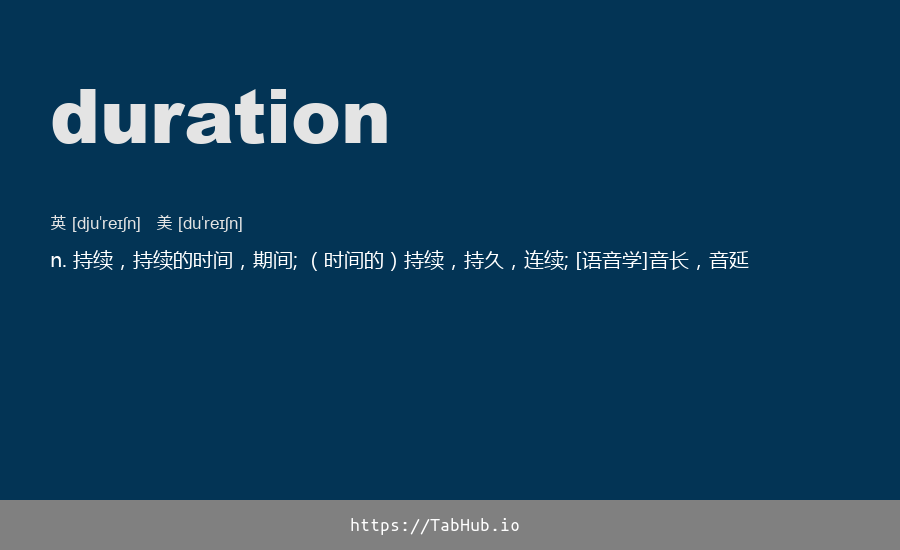 duration
英 [djuˈreɪʃn] 美 [duˈreɪʃn]
n. 持续，持续的时间，期间; （时间的）持续，持久，连续; [语音学]音长，音延
https://TabHub.io